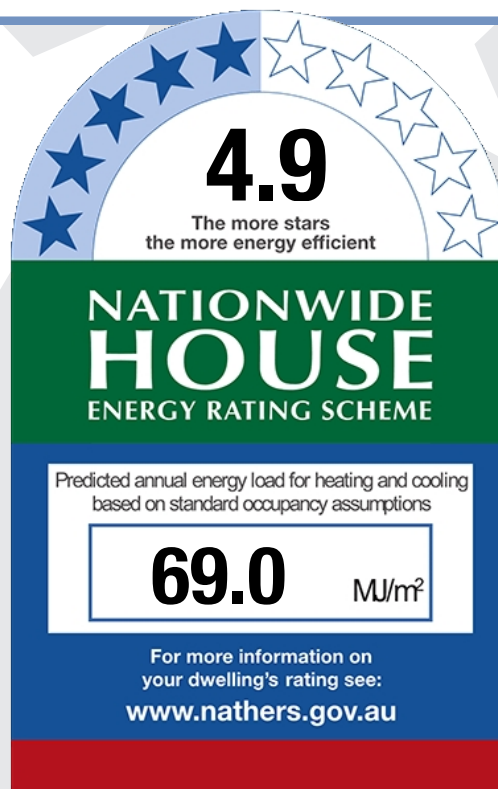 4.9
The more stars
the more energy efficient
NATIONWIDE
HOUSE
ENERGY RATING SCHEME
Predicted annual energy load for heating and cooling
based on standard occupancy assumptions
69.0 MJ/m²
For more information on
your dwelling's rating see:
www.nathers.gov.au